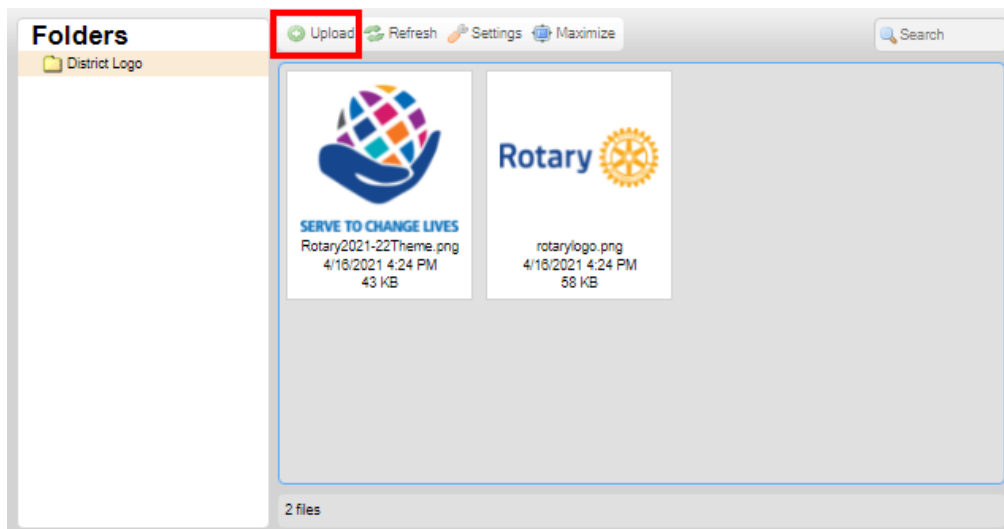 Folders
District Logo
Upload Refresh Settings Maximize
Search
SERVE TO CHANGE LIVES
Rotary2021-22Theme.png
4/16/2021 4:24 PM
43 KB
Rotary
rotarylogo.png
4/16/2021 4:24 PM
58 KB
2 files